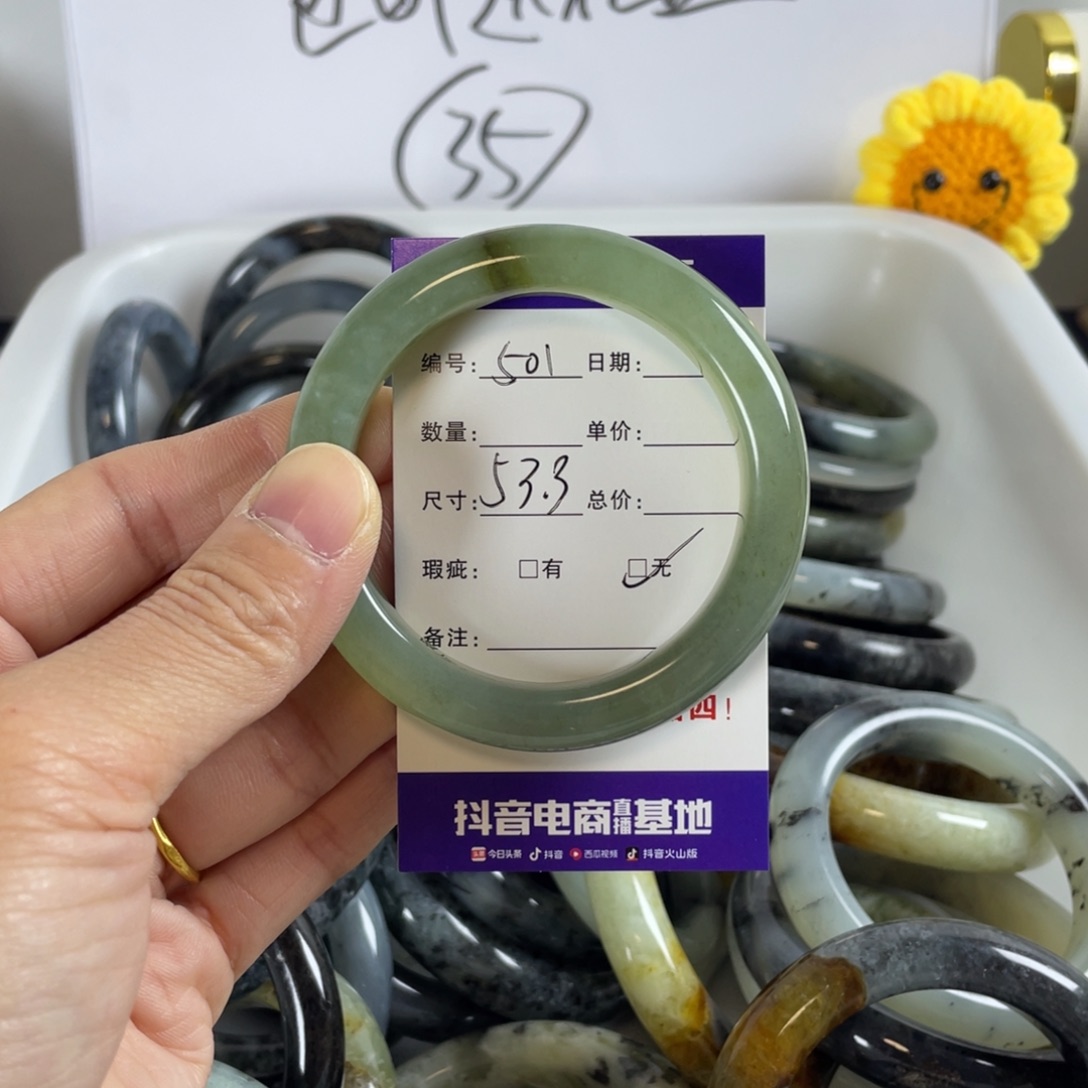 (35)
编号: 501 日期:
数量: 单价:
尺寸: 53.3 总价:
瑕疵: □有 ☑无
备注:
四!
抖音电商直播基地
今日头条 抖音 西瓜视频 抖音火山版